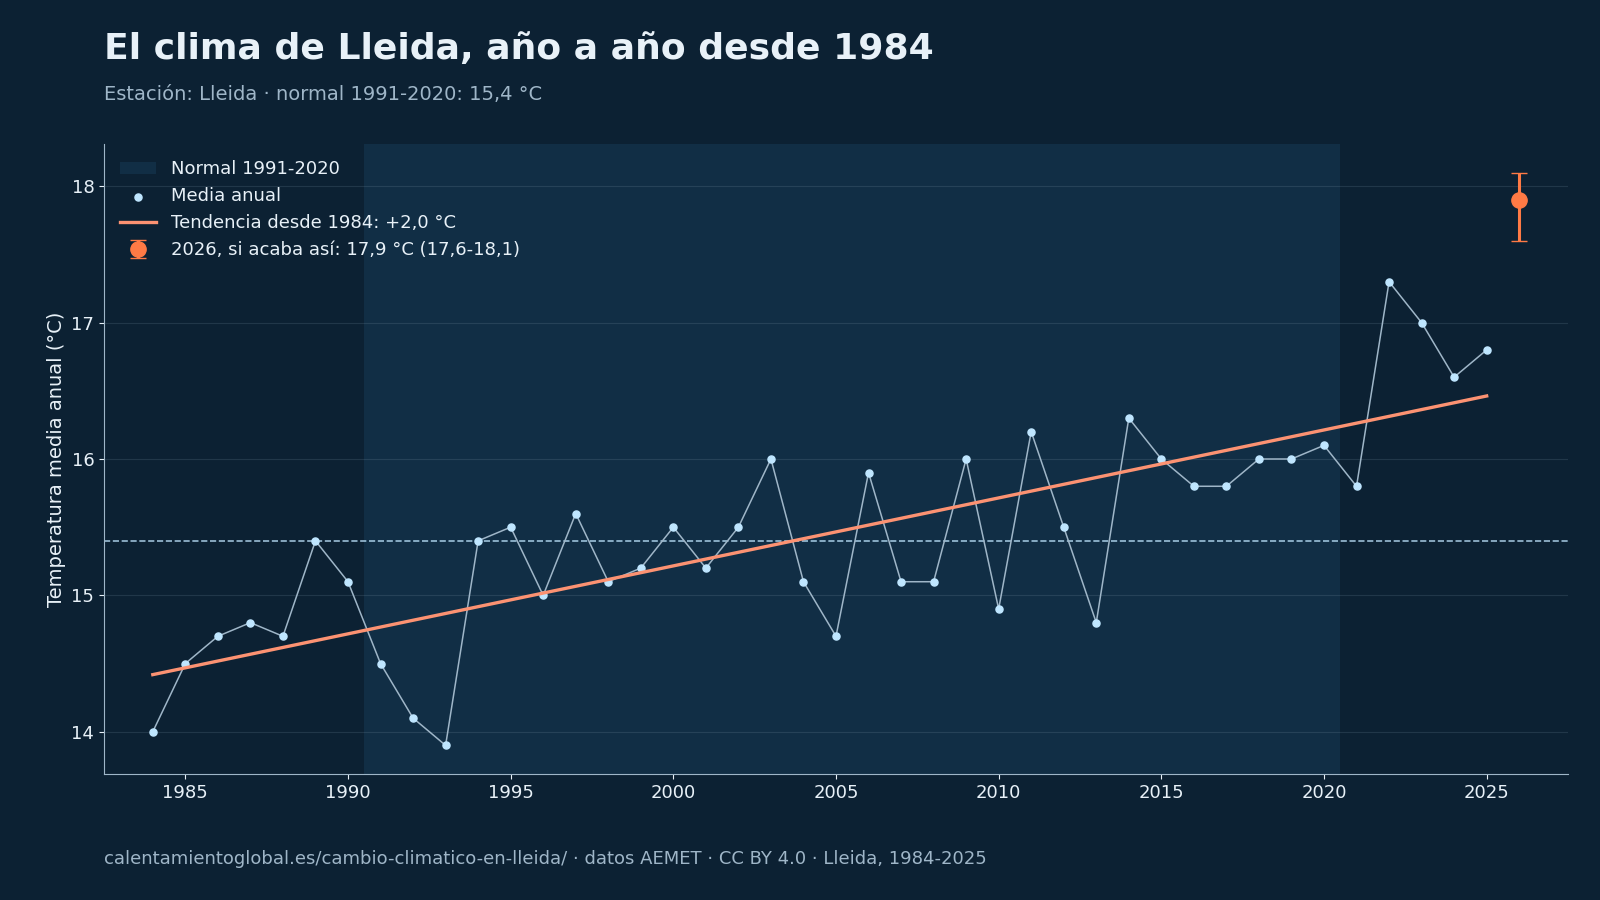 El clima de Lleida, año a año desde 1984
Estación: Lleida · normal 1991-2020: 15,4 °C
Normal 1991-2020
Media anual
Tendencia desde 1984: +2,0 °C
2026, si acaba así: 17,9 °C (17,6-18,1)
Temperatura media anual (°C)
18
17
16
15
14
1985 1990 1995 2000 2005 2010 2015 2020 2025
calentamientoglobal.es/cambio-climatico-en-lleida/ · datos AEMET · CC BY 4.0 · Lleida, 1984-2025